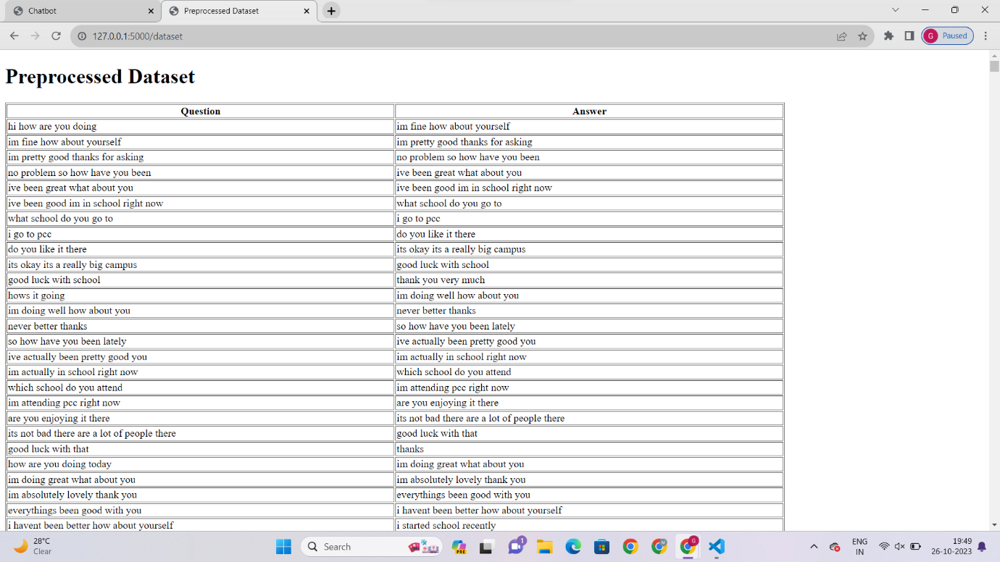 Chatbot
Preprocessed Dataset
127.0.0.1:5000/dataset
G Paused
Preprocessed Dataset
Question Answer
hi how are you doing im fine how about yourself
im fine how about yourself im pretty good thanks for asking
im pretty good thanks for asking no problem so how have you been
no problem so how have you been ive been great what about you
ive been great what about you ive been good im in school right now
ive been good im in school right now what school do you go to
what school do you go to i go to pcc
i go to pcc do you like it there
do you like it there its okay its a really big campus
its okay its a really big campus good luck with school
good luck with school thank you very much
hows it going im doing well how about you
im doing well how about you never better thanks
never better thanks so how have you been lately
so how have you been lately ive actually been pretty good you
ive actually been pretty good you im actually in school right now
im actually in school right now which school do you attend
which school do you attend im attending pcc right now
im attending pcc right now are you enjoying it there
are you enjoying it there its not bad there are a lot of people there
its not bad there are a lot of people there good luck with that
good luck with that thanks
how are you doing today im doing great what about you
im doing great what about you im absolutely lovely thank you
im absolutely lovely thank you everythings been good with you
everythings been good with you i havent been better how about yourself
i havent been better how about yourself i started school recently
28°C
Clear
Search
PRE
1
M
G
ENG
IN
19:49
26-10-2023